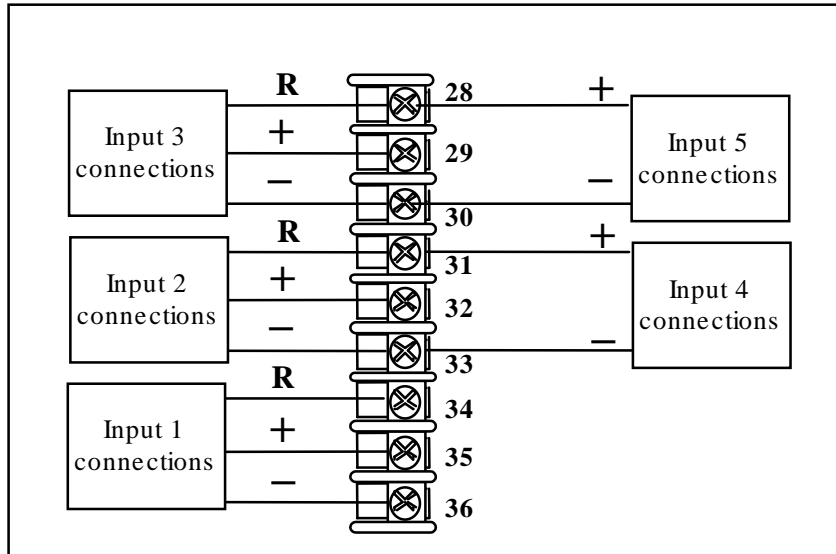 R
28
+
Input 3
connections
+
29
Input 5
connections
−
−
30
R
+
31
Input 2
connections
+
32
Input 4
connections
−
−
33
R
34
Input 1
connections
+
35
−
36